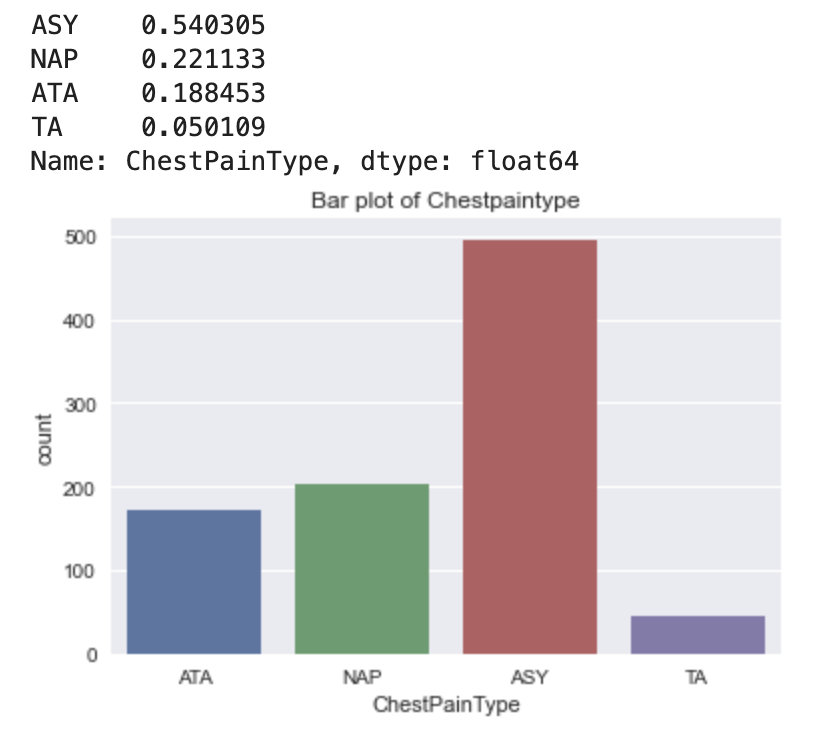 ASY 0.540305
NAP 0.221133
ATA 0.188453
TA 0.050109
Name: ChestPainType, dtype: float64
Bar plot of Chestpaintype
500
400
300
200
100
0
count
ATA NAP ASY TA
ChestPainType